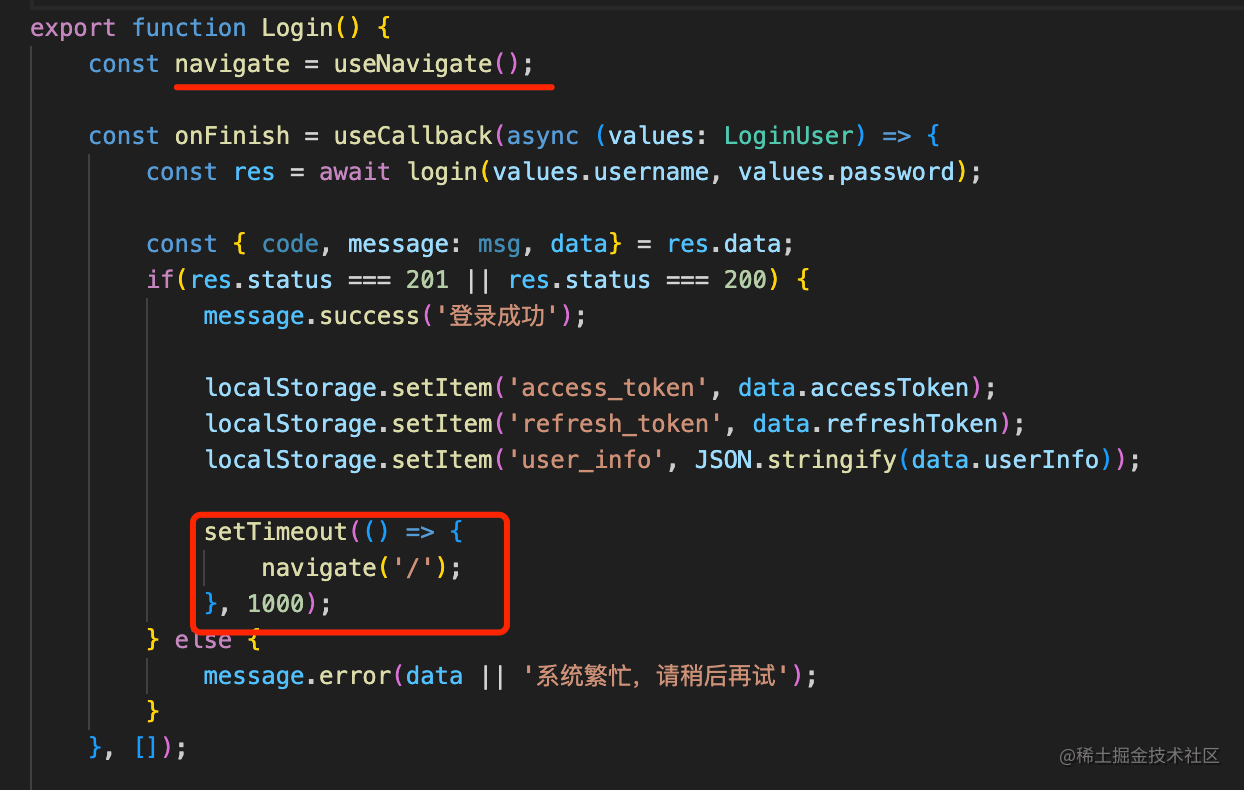 export function Login() {
    const navigate = useNavigate();

    const onFinish = useCallback(async (values: LoginUser) => {
        const res = await login(values.username, values.password);

        const { code, message: msg, data} = res.data;
        if(res.status === 201 || res.status === 200) {
            message.success('登录成功');

            localStorage.setItem('access_token', data.accessToken);
            localStorage.setItem('refresh_token', data.refreshToken);
            localStorage.setItem('user_info', JSON.stringify(data.userInfo));

            setTimeout(() => {
                navigate('/');
            }, 1000);
        } else {
            message.error(data || '系统繁忙，请稍后再试');
        }
    }, []);
@稀土掘金技术社区